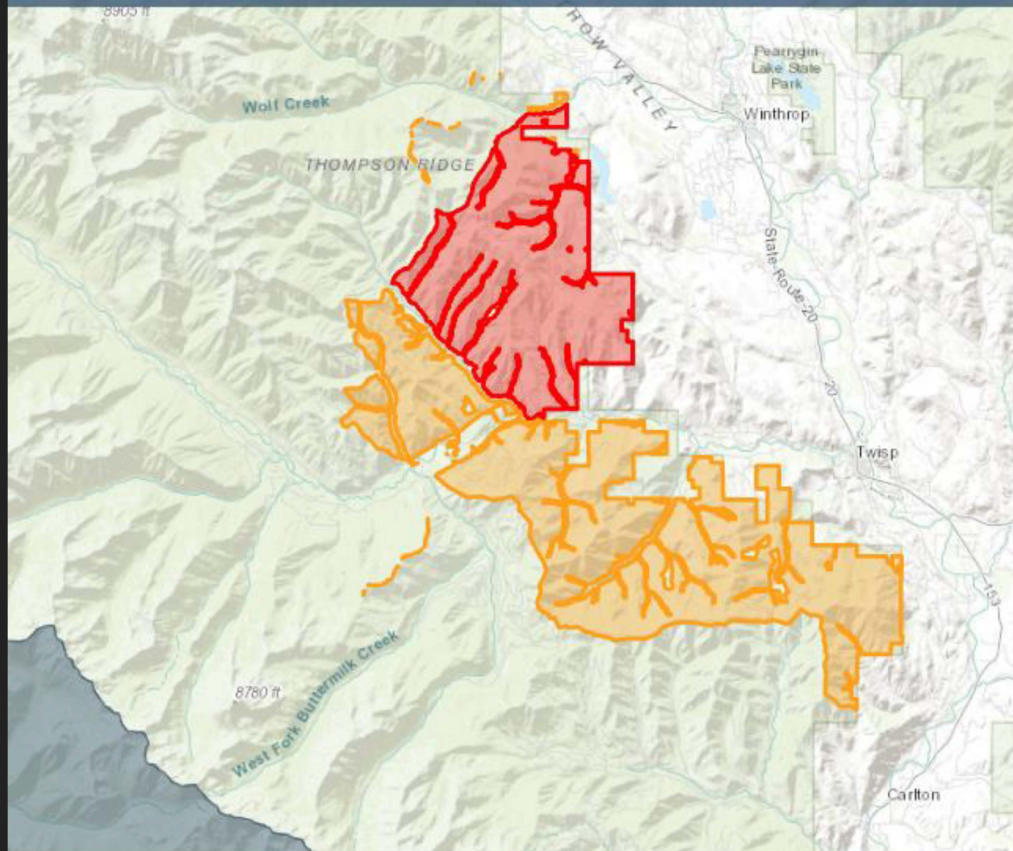 8905 ft
HOW VALLEY
Pearrygin
Lake State
Park
Wolf Creek
Winthrop
THOMPSON RIDGE
State-Route-20
20
Twisp
153
8780 ft
West Fork Buttermilk Creek
Carlton